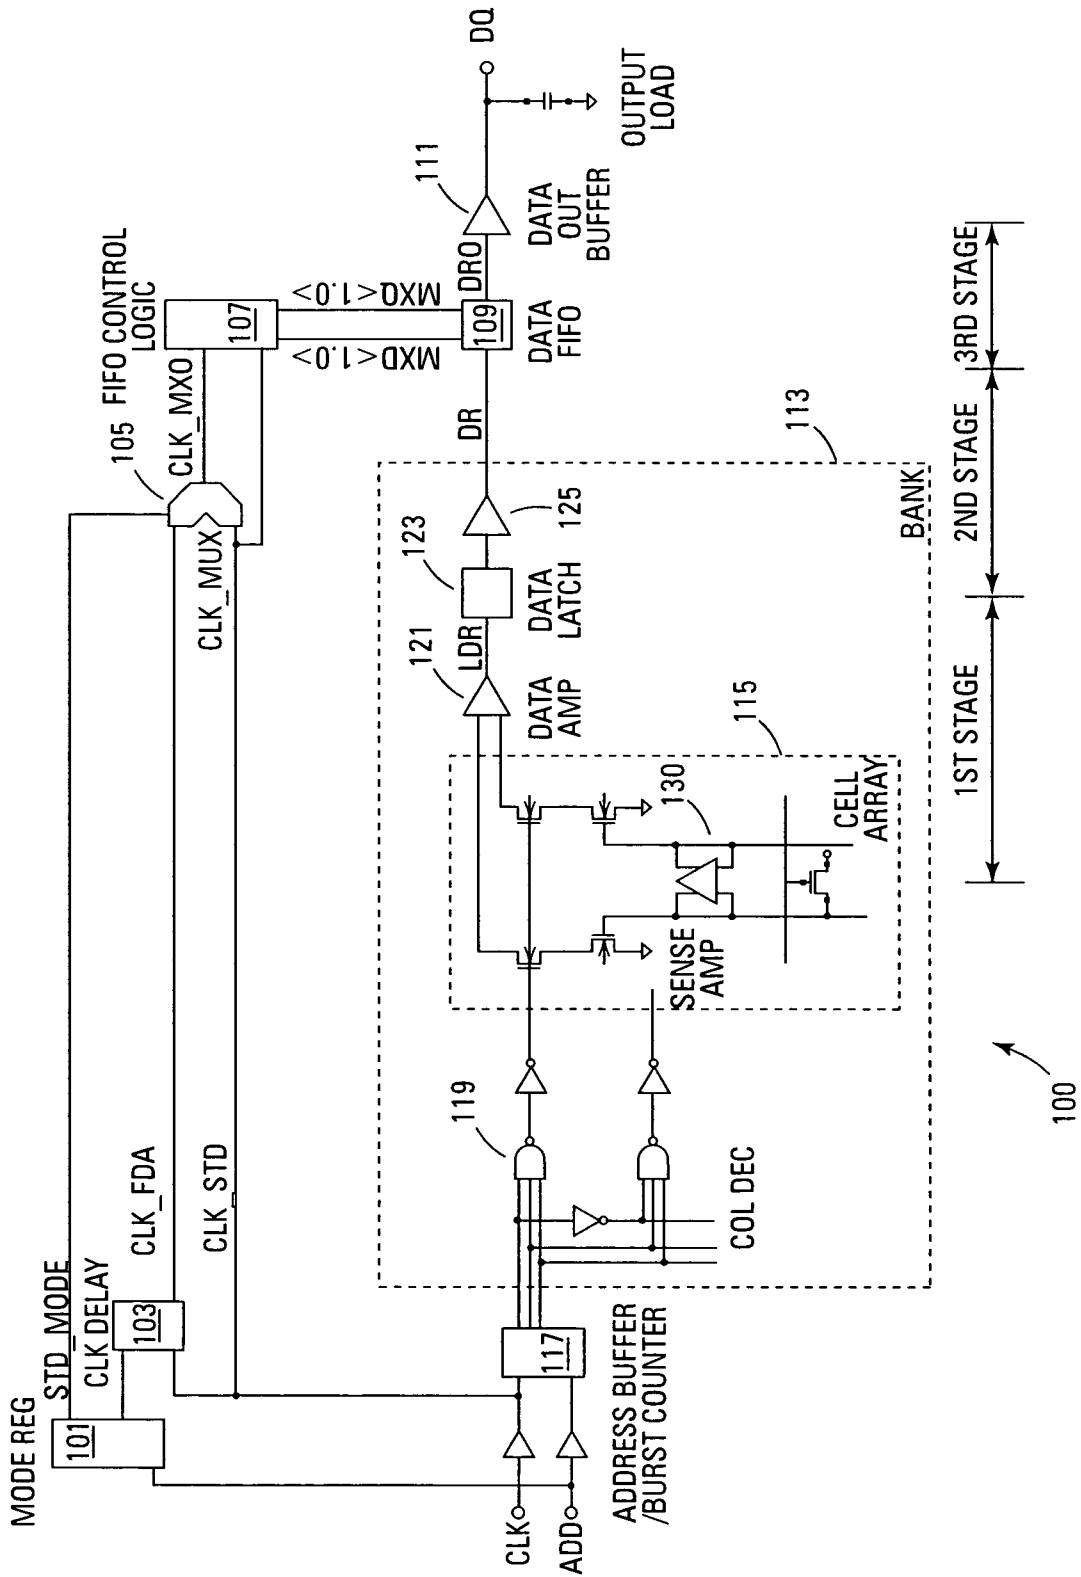 MODE REG
101
STD_MODE
CLK DELAY
103
CLK_FDA
CLK_STD
CLK_MUX
105
CLK_MXO
FIFO CONTROL
LOGIC
107
MXD<1.0>
MXQ<1.0>
CLK
ADD
117
ADDRESS BUFFER
/BURST COUNTER
119
COL DEC
SENSE
AMP
130
CELL
ARRAY
115
121
DATA
AMP
LDR
123
DATA
LATCH
125
BANK
113
DR
109
DATA
FIFO
DRO
111
DATA
OUT
BUFFER
DQ
OUTPUT
LOAD
1ST STAGE
2ND STAGE
3RD STAGE
100